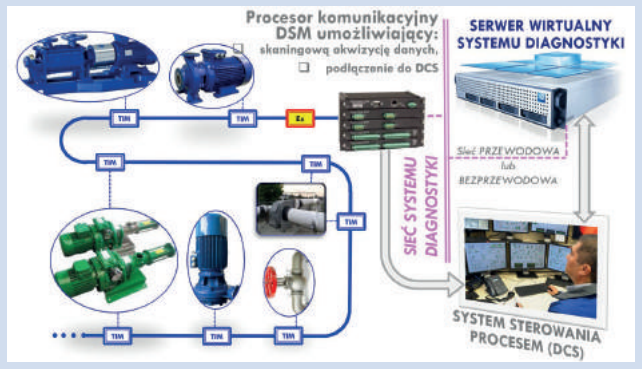 Procesor komunikacyjny
DSM umożliwiający:
❑ skaningową akwizycję danych,
❑ podłączenie do DCS
SERWER WIRTUALNY
SYSTEMU DIAGNOSTYKI
TIM
TIM
Ex
TIM
TIM
TIM
TIM
TIM
TIM
SIEĆ SYSTEMU
DIAGNOSTYKI
Sieć PRZEWODOWA
lub
BEZPRZEWODOWA
SYSTEM STEROWANIA
PROCESEM (DCS)